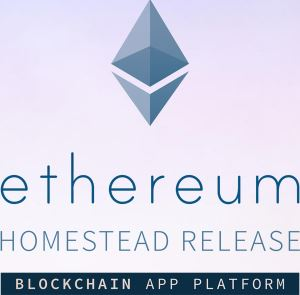 ethereum
HOMESTEAD RELEASE
BLOCKCHAIN APP PLATFORM